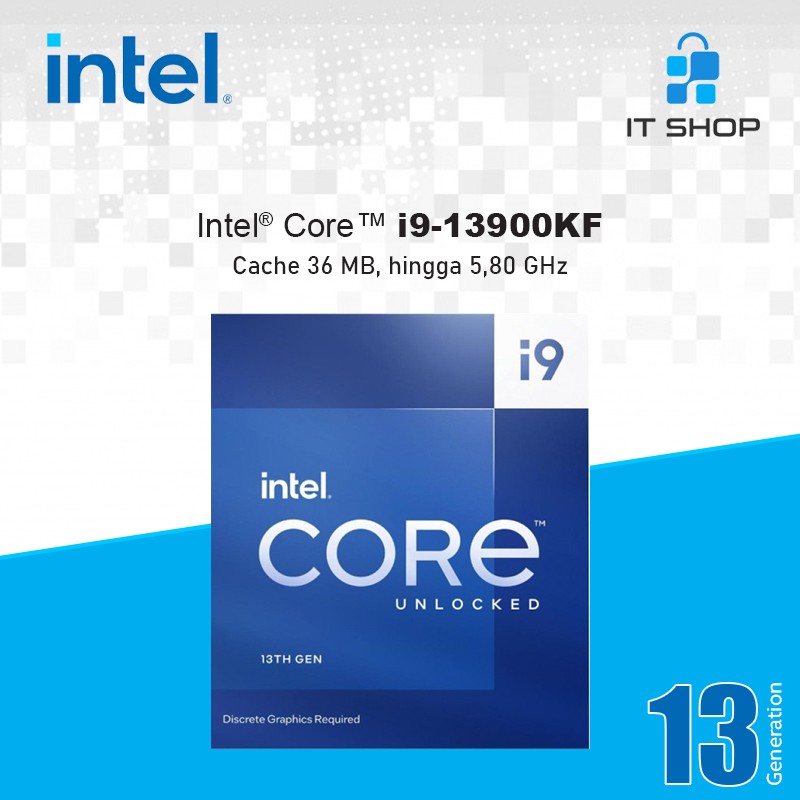 intel®
IT SHOP
Intel® Core™ i9-13900KF
Cache 36 MB, hingga 5,80 GHz
i9
intel.
CORE™
UNLOCKED
13TH GEN
Discrete Graphics Required
13
Generation